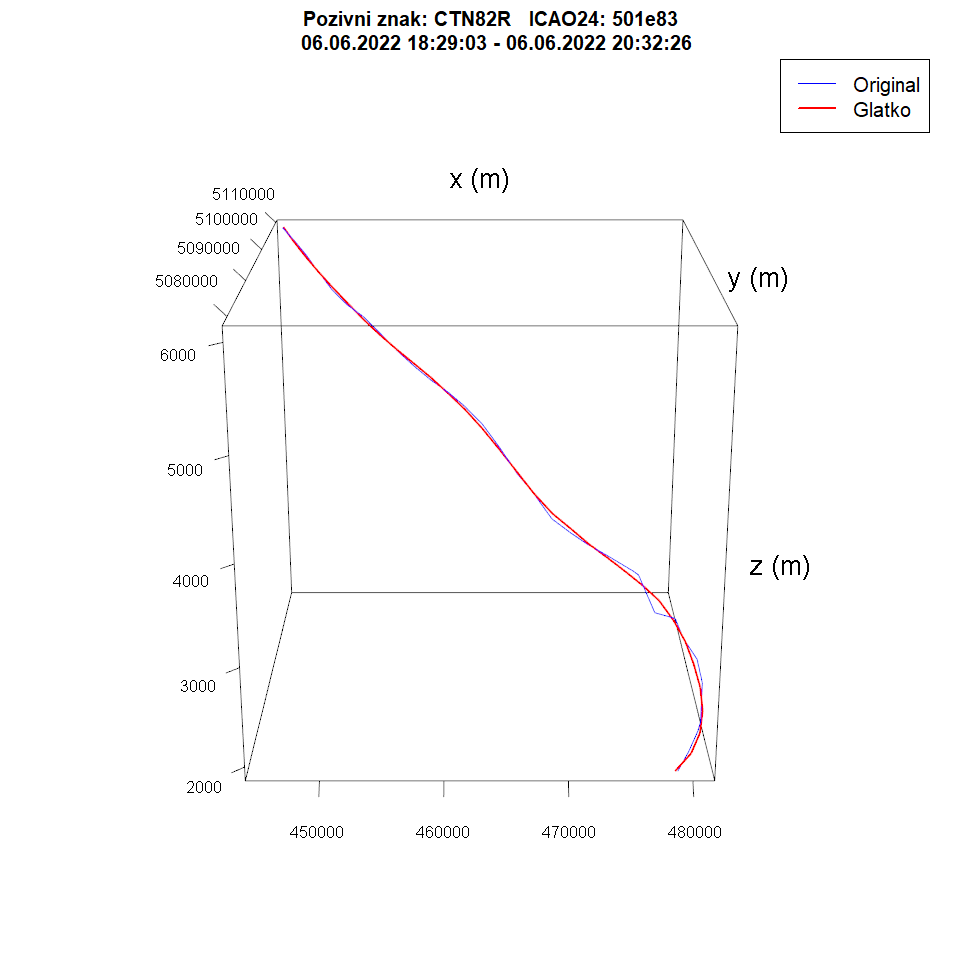 Pozivni znak: CTN82R   ICAO24: 501e83
06.06.2022 18:29:03 - 06.06.2022 20:32:26
Original
Glatko
x (m)
5110000
5100000
5090000
5080000
y (m)
6000
5000
4000
z (m)
3000
2000
450000 460000 470000 480000